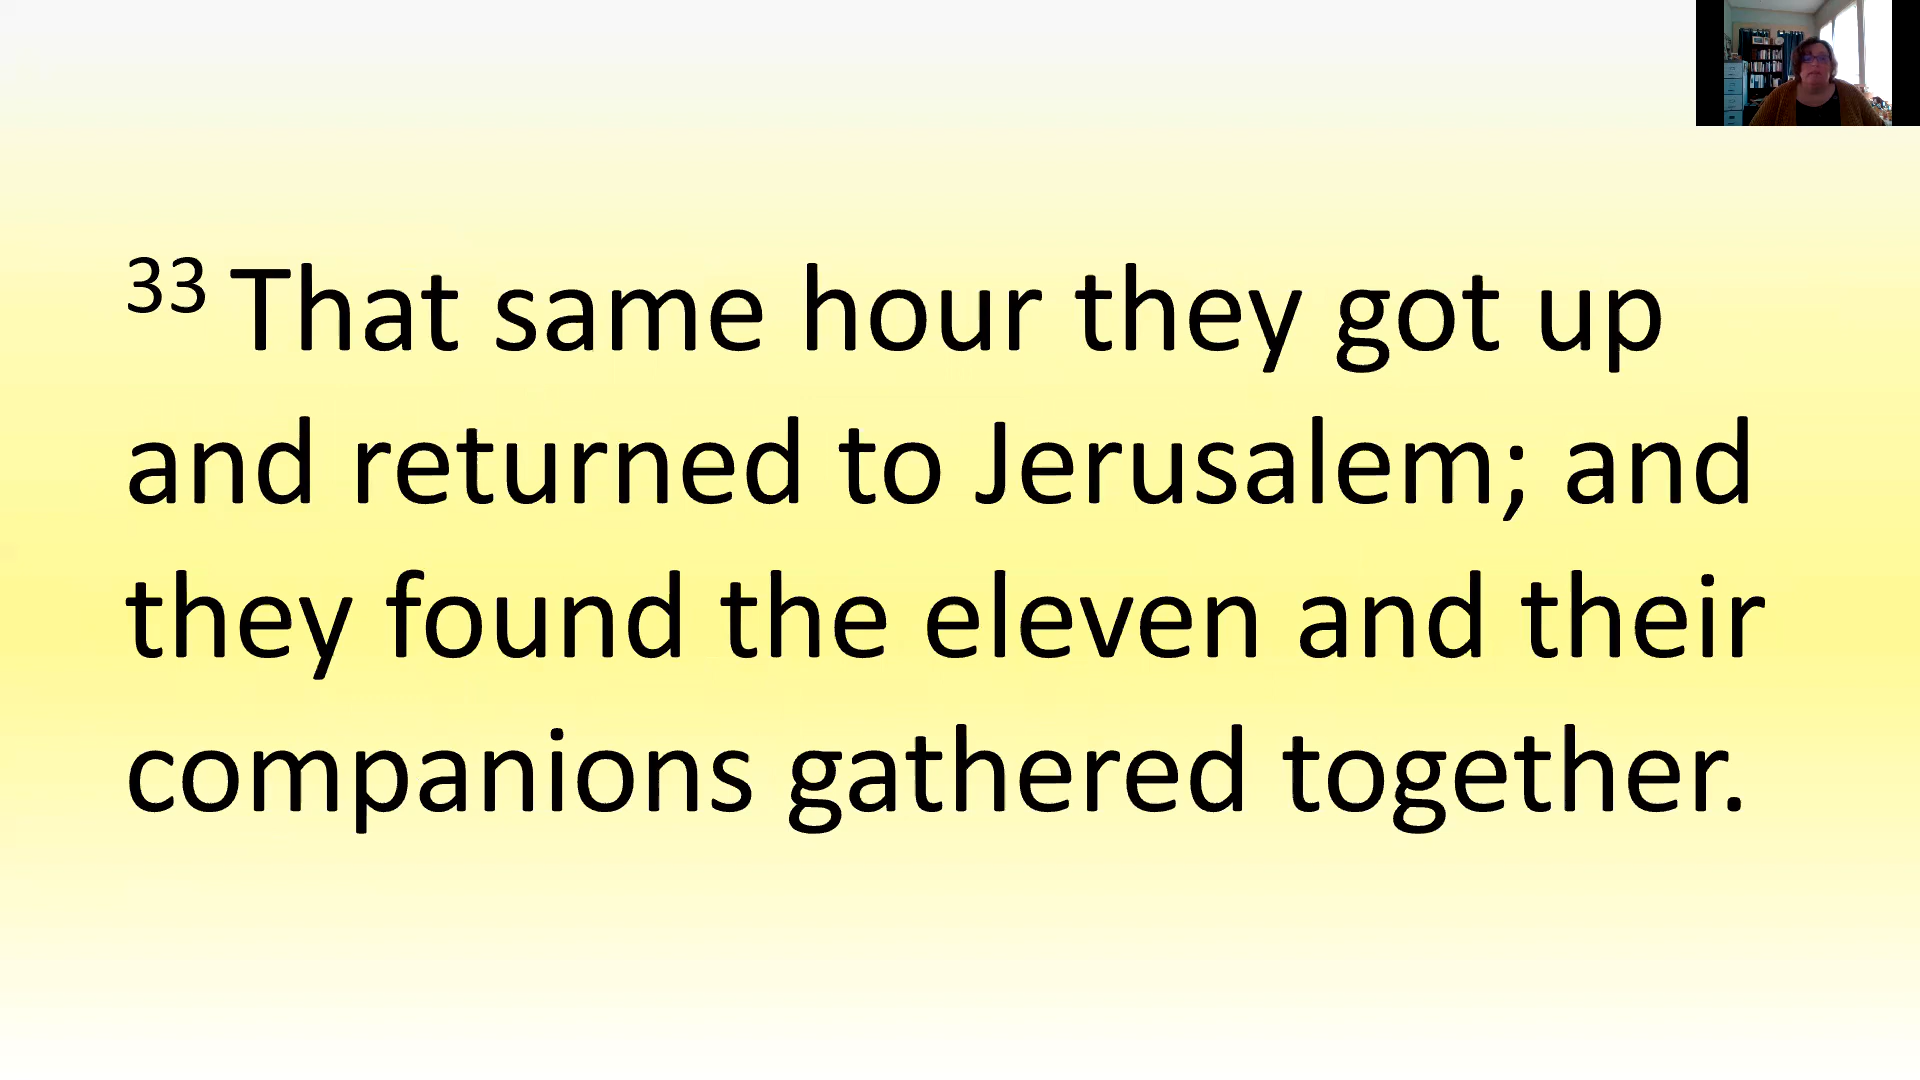 33 That same hour they got up
and returned to Jerusalem; and
they found the eleven and their
companions gathered together.